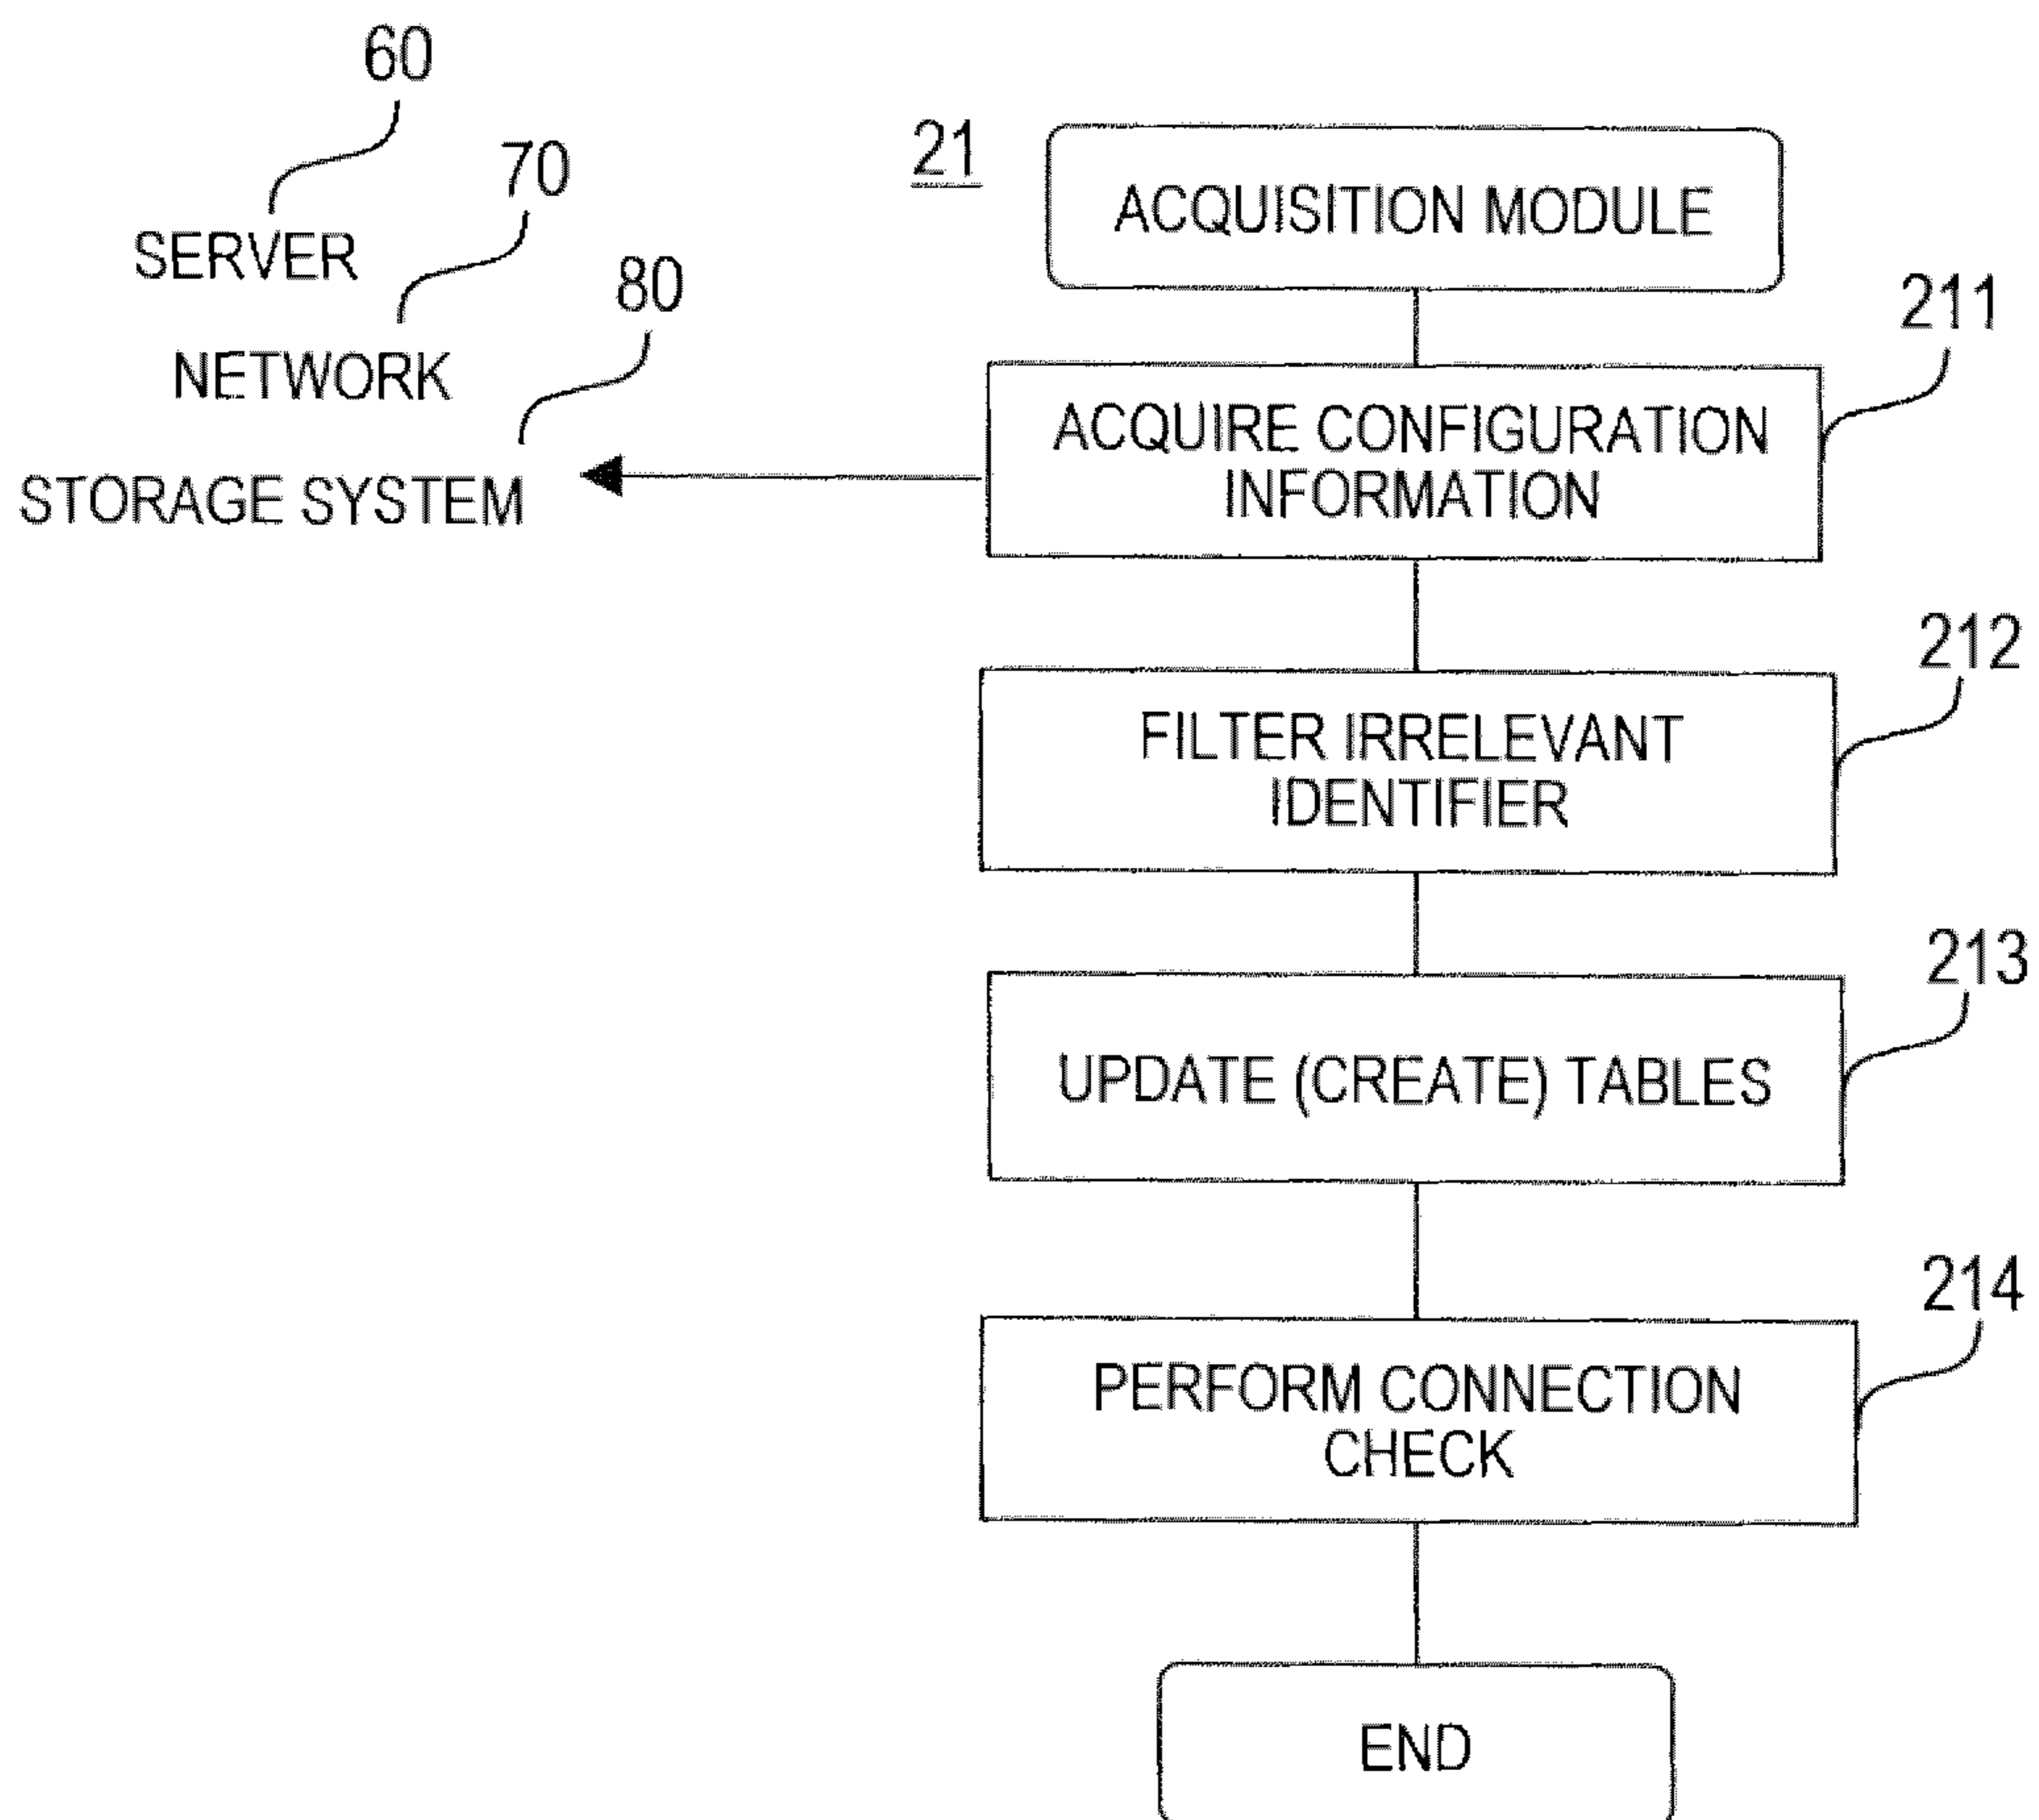 60
70
SERVER
80
NETWORK
STORAGE SYSTEM
21
ACQUISITION MODULE
211
ACQUIRE CONFIGURATION
INFORMATION
212
FILTER IRRELEVANT
IDENTIFIER
213
UPDATE (CREATE) TABLES
214
PERFORM CONNECTION
CHECK
END